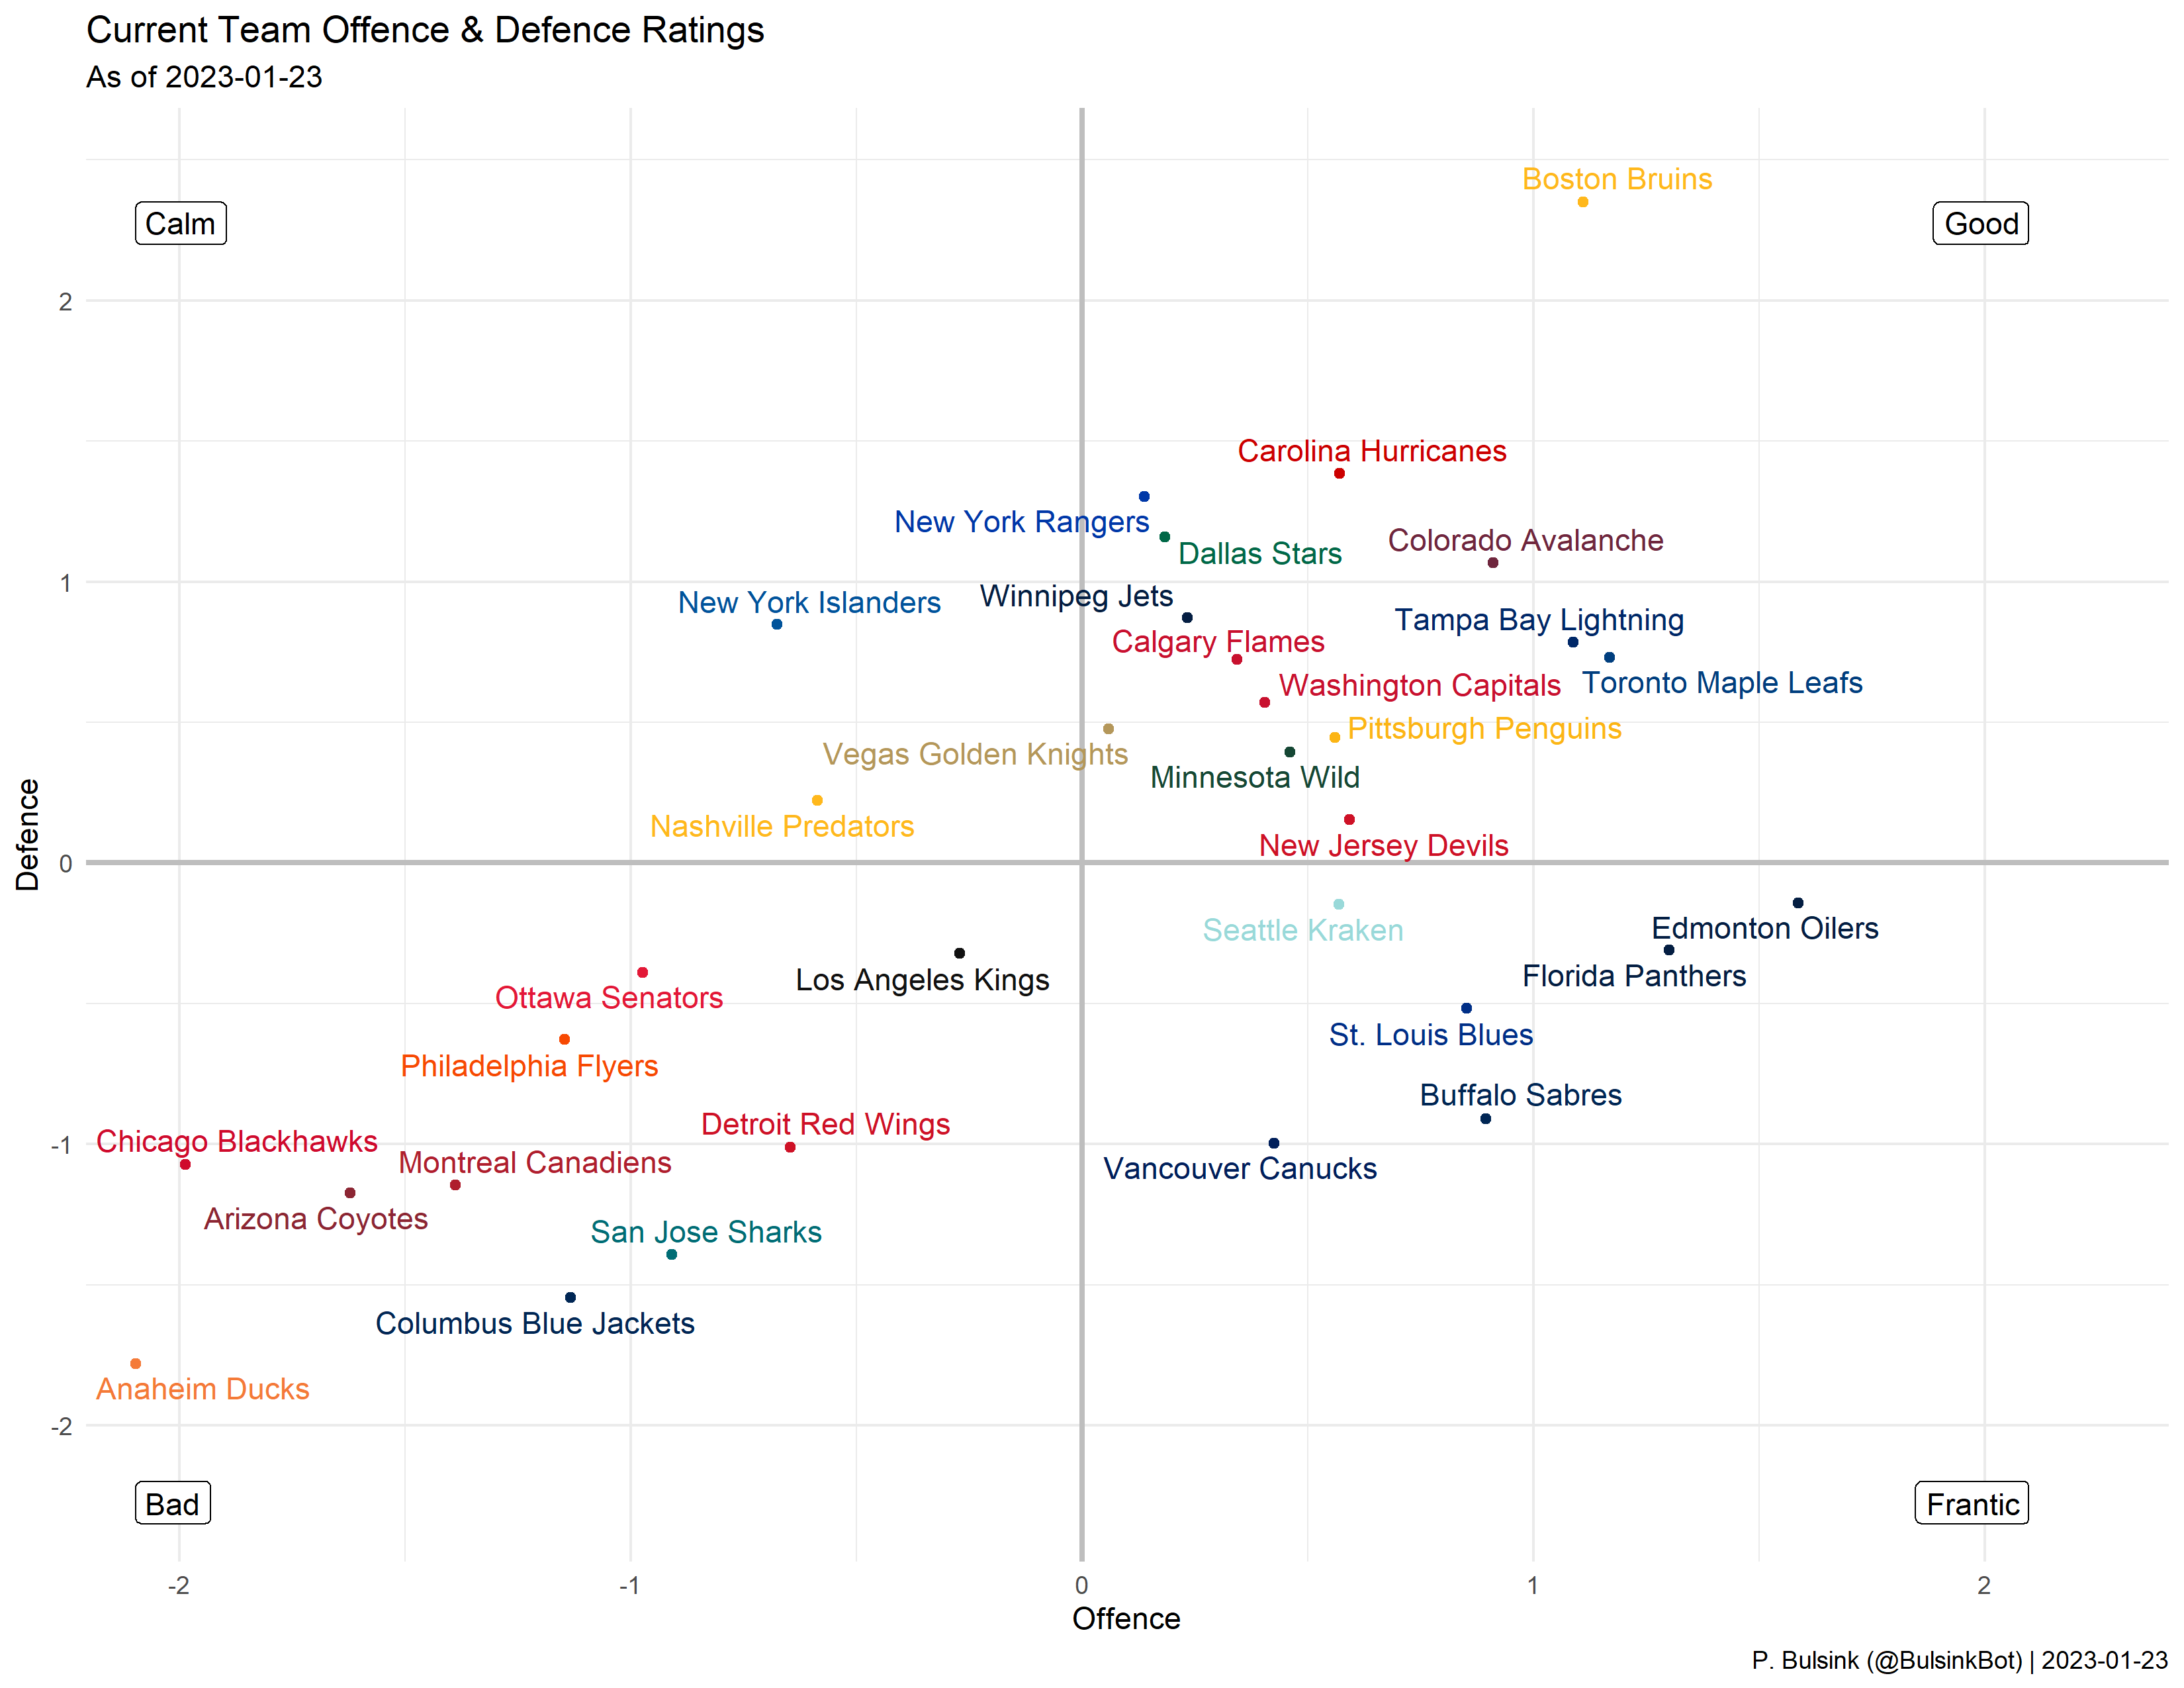 Current Team Offence & Defence Ratings
As of 2023-01-23
Boston Bruins
Calm
Good
2
Carolina Hurricanes
New York Rangers
Colorado Avalanche
Dallas Stars
1
Winnipeg Jets
New York Islanders
Tampa Bay Lightning
Calgary Flames
Washington Capitals
Toronto Maple Leafs
Pittsburgh Penguins
Vegas Golden Knights
Minnesota Wild
Nashville Predators
New Jersey Devils
Defence
0
Seattle Kraken
Edmonton Oilers
Florida Panthers
Los Angeles Kings
Ottawa Senators
St. Louis Blues
Philadelphia Flyers
Buffalo Sabres
Detroit Red Wings
Chicago Blackhawks
-1
Montreal Canadiens
Vancouver Canucks
Arizona Coyotes
San Jose Sharks
Columbus Blue Jackets
Anaheim Ducks
-2
Bad
Frantic
-2
-1
0
1
2
Offence
P. Bulsink (@BulsinkBot) | 2023-01-23